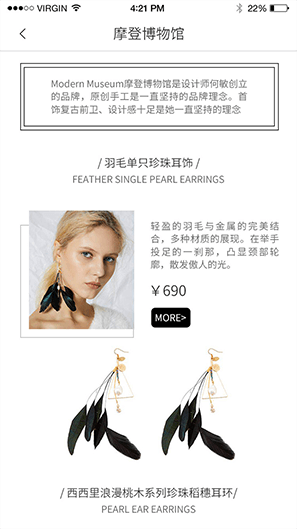 VIRGIN 1:20 PM 22%
摩登博物馆
Modern Museum摩登博物馆是设计师何敏创立
的品牌，原创手工是一直坚持的品牌理念。首
饰复古前卫、设计感十足是她一直坚持的理念
/ 羽毛单只珍珠耳饰 /
FEATHER SINGLE PEARL EARRINGS
轻盈的羽毛与金属的完美结
合，多种材质的展现。在举手
投足的一刹那，凸显颈部轮
廓，散发傲人的光。
￥690
MORE>
/ 西西里浪漫桃木系列珍珠稻穗耳环/
PEARL EAR EARRINGS